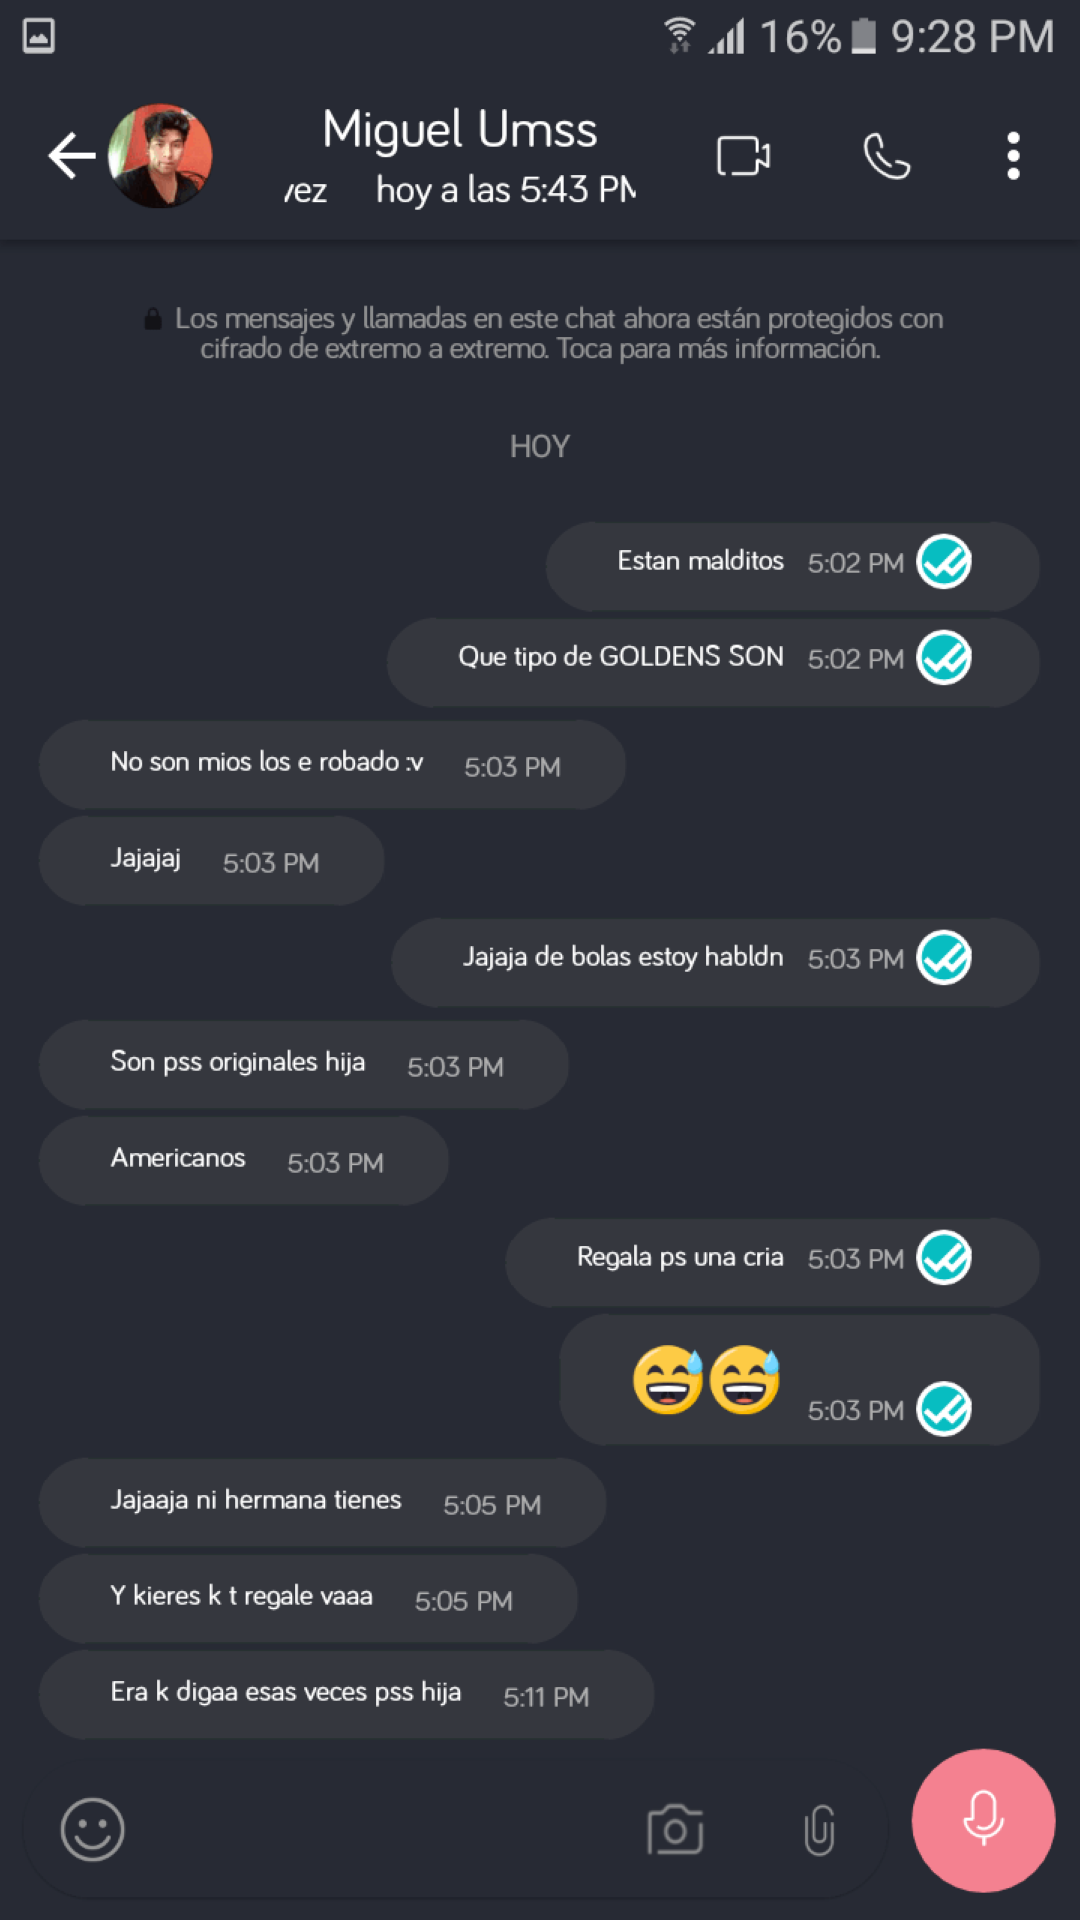 16% 9:28 PM
Miguel Umss
vez hoy a las 5:43 PM
Los mensajes y llamadas en este chat ahora están protegidos con
cifrado de extremo a extremo. Toca para más información.
HOY
Estan malditos 5:02 PM
Que tipo de GOLDENS SON 5:02 PM
No son mios los e robado :v 5:03 PM
Jajajaj 5:03 PM
Jajaja de bolas estoy habldn 5:03 PM
Son pss originales hija 5:03 PM
Americanos 5:03 PM
Regala ps una cria 5:03 PM
😅😅 5:03 PM
Jajaaja ni hermana tienes 5:05 PM
Y kieres k t regale vaaa 5:05 PM
Era k digaa esas veces pss hija 5:11 PM